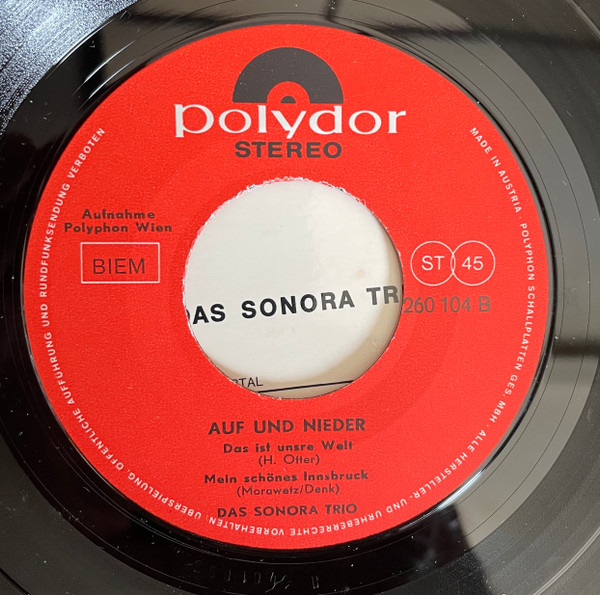 polydor
STEREO
Aufnahme
Polyphon Wien
BIEM
ST 45
DAS SONORA TR
260 104 B
RTAL
AUF UND NIEDER
Das ist unsre Welt
(H. Otter)
Mein schönes Innsbruck
(Morawetz/Denk)
DAS SONORA TRIO
MADE IN AUSTRIA · POLYPHON SCHALLPLATTEN GES. MBH. ALLE HERSTELLER- UND URHEBERRECHTE VORBEHALTEN: ÜBERSPIELUNG, ÖFFENTLICHE AUFFÜHRUNG UND RUNDFUNKSENDUNG VERBOTEN